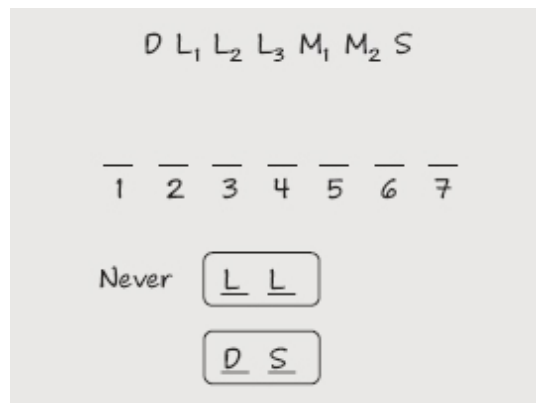 D L₁ L₂ L₃ M₁ M₂ S
1 2 3 4 5 6 7
Never L L
D S